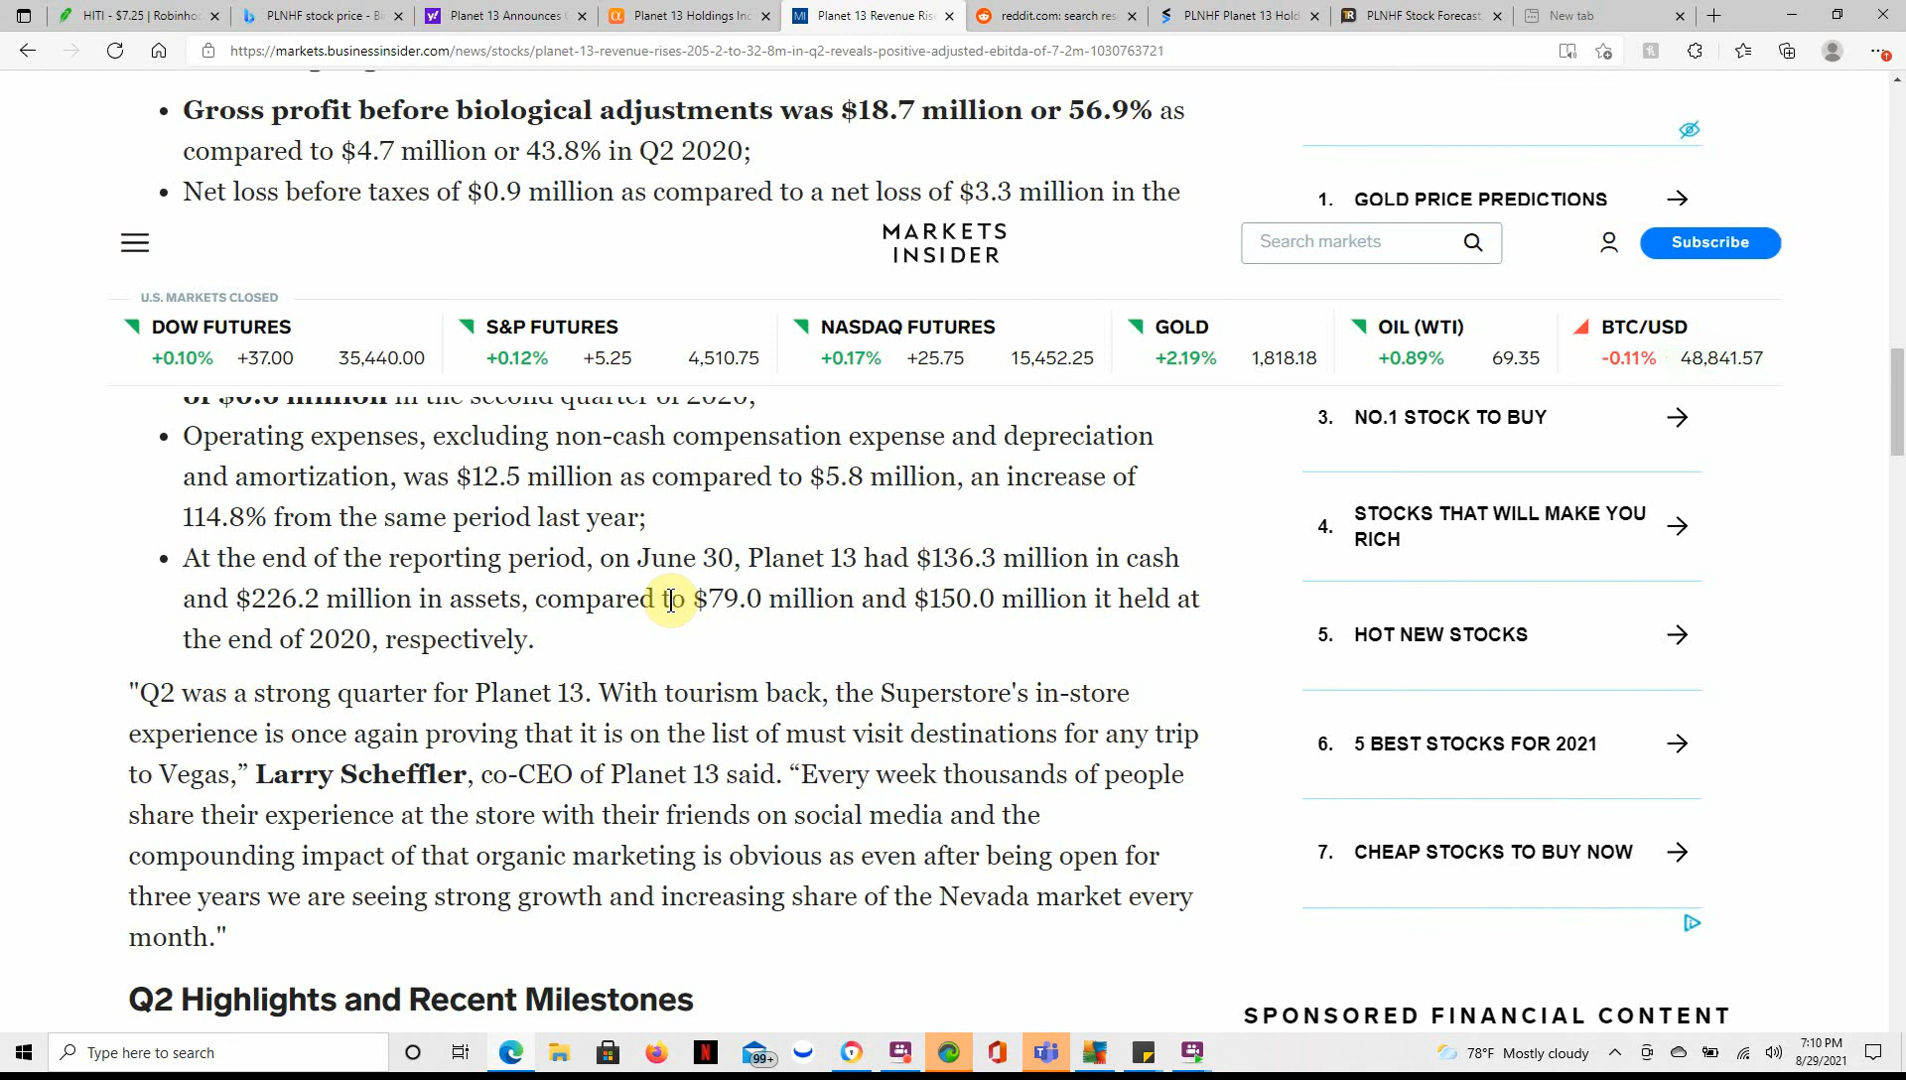 HITI - $7.25 | Robinhoo
PLNHF stock price - Bi
Planet 13 Announces
Planet 13 Holdings Inc
Planet 13 Revenue Ris
reddit.com: search res
PLNHF Planet 13 Hold
PLNHF Stock Forecast,
New tab
https://markets.businessinsider.com/news/stocks/planet-13-revenue-rises-205-2-to-32-8m-in-q2-reveals-positive-adjusted-ebitda-of-7-2m-1030763721
• Gross profit before biological adjustments was $18.7 million or 56.9% as
compared to $4.7 million or 43.8% in Q2 2020;
• Net loss before taxes of $0.9 million as compared to a net loss of $3.3 million in the
1. GOLD PRICE PREDICTIONS
MARKETS
INSIDER
Search markets
Subscribe
U.S. MARKETS CLOSED
DOW FUTURES
+0.10% +37.00 35,440.00
S&P FUTURES
+0.12% +5.25 4,510.75
NASDAQ FUTURES
+0.17% +25.75 15,452.25
GOLD
+2.19% 1,818.18
OIL (WTI)
+0.89% 69.35
BTC/USD
-0.11% 48,841.57
million in the second quarter of 2020;
• Operating expenses, excluding non-cash compensation expense and depreciation
and amortization, was $12.5 million as compared to $5.8 million, an increase of
114.8% from the same period last year;
• At the end of the reporting period, on June 30, Planet 13 had $136.3 million in cash
and $226.2 million in assets, compared to $79.0 million and $150.0 million it held at
the end of 2020, respectively.
"Q2 was a strong quarter for Planet 13. With tourism back, the Superstore's in-store
experience is once again proving that it is on the list of must visit destinations for any trip
to Vegas,” Larry Scheffler, co-CEO of Planet 13 said. “Every week thousands of people
share their experience at the store with their friends on social media and the
compounding impact of that organic marketing is obvious as even after being open for
three years we are seeing strong growth and increasing share of the Nevada market every
month."
Q2 Highlights and Recent Milestones
3. NO.1 STOCK TO BUY
4. STOCKS THAT WILL MAKE YOU
RICH
5. HOT NEW STOCKS
6. 5 BEST STOCKS FOR 2021
7. CHEAP STOCKS TO BUY NOW
SPONSORED FINANCIAL CONTENT
Type here to search
99+
78°F Mostly cloudy
7:10 PM
8/29/2021